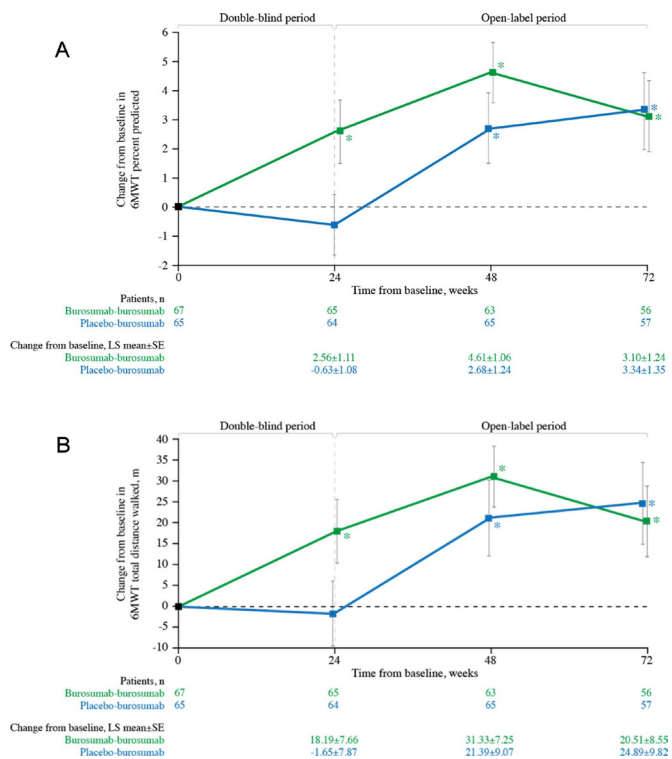 A
Double-blind period Open-label period
Change from baseline in
6MWT percent predicted
6
5
4
3
2
1
0
-1
-2
* * * * *
0 24 48 72
Time from baseline, weeks
Patients, n
Burosumab-burosumab 67 65 63 56
Placebo-burosumab 65 64 65 57
Change from baseline, LS mean±SE
Burosumab-burosumab 2.56±1.11 4.61±1.06 3.10±1.24
Placebo-burosumab -0.63±1.08 2.68±1.24 3.34±1.35
B
Double-blind period Open-label period
Change from baseline in
6MWT total distance walked, m
40
35
30
25
20
15
10
5
0
-5
-10
* * * * *
0 24 48 72
Time from baseline, weeks
Patients, n
Burosumab-burosumab 67 65 63 56
Placebo-burosumab 65 64 65 57
Change from baseline, LS mean±SE
Burosumab-burosumab 18.19±7.66 31.33±7.25 20.51±8.55
Placebo-burosumab -1.65±7.87 21.39±9.07 24.89±9.82